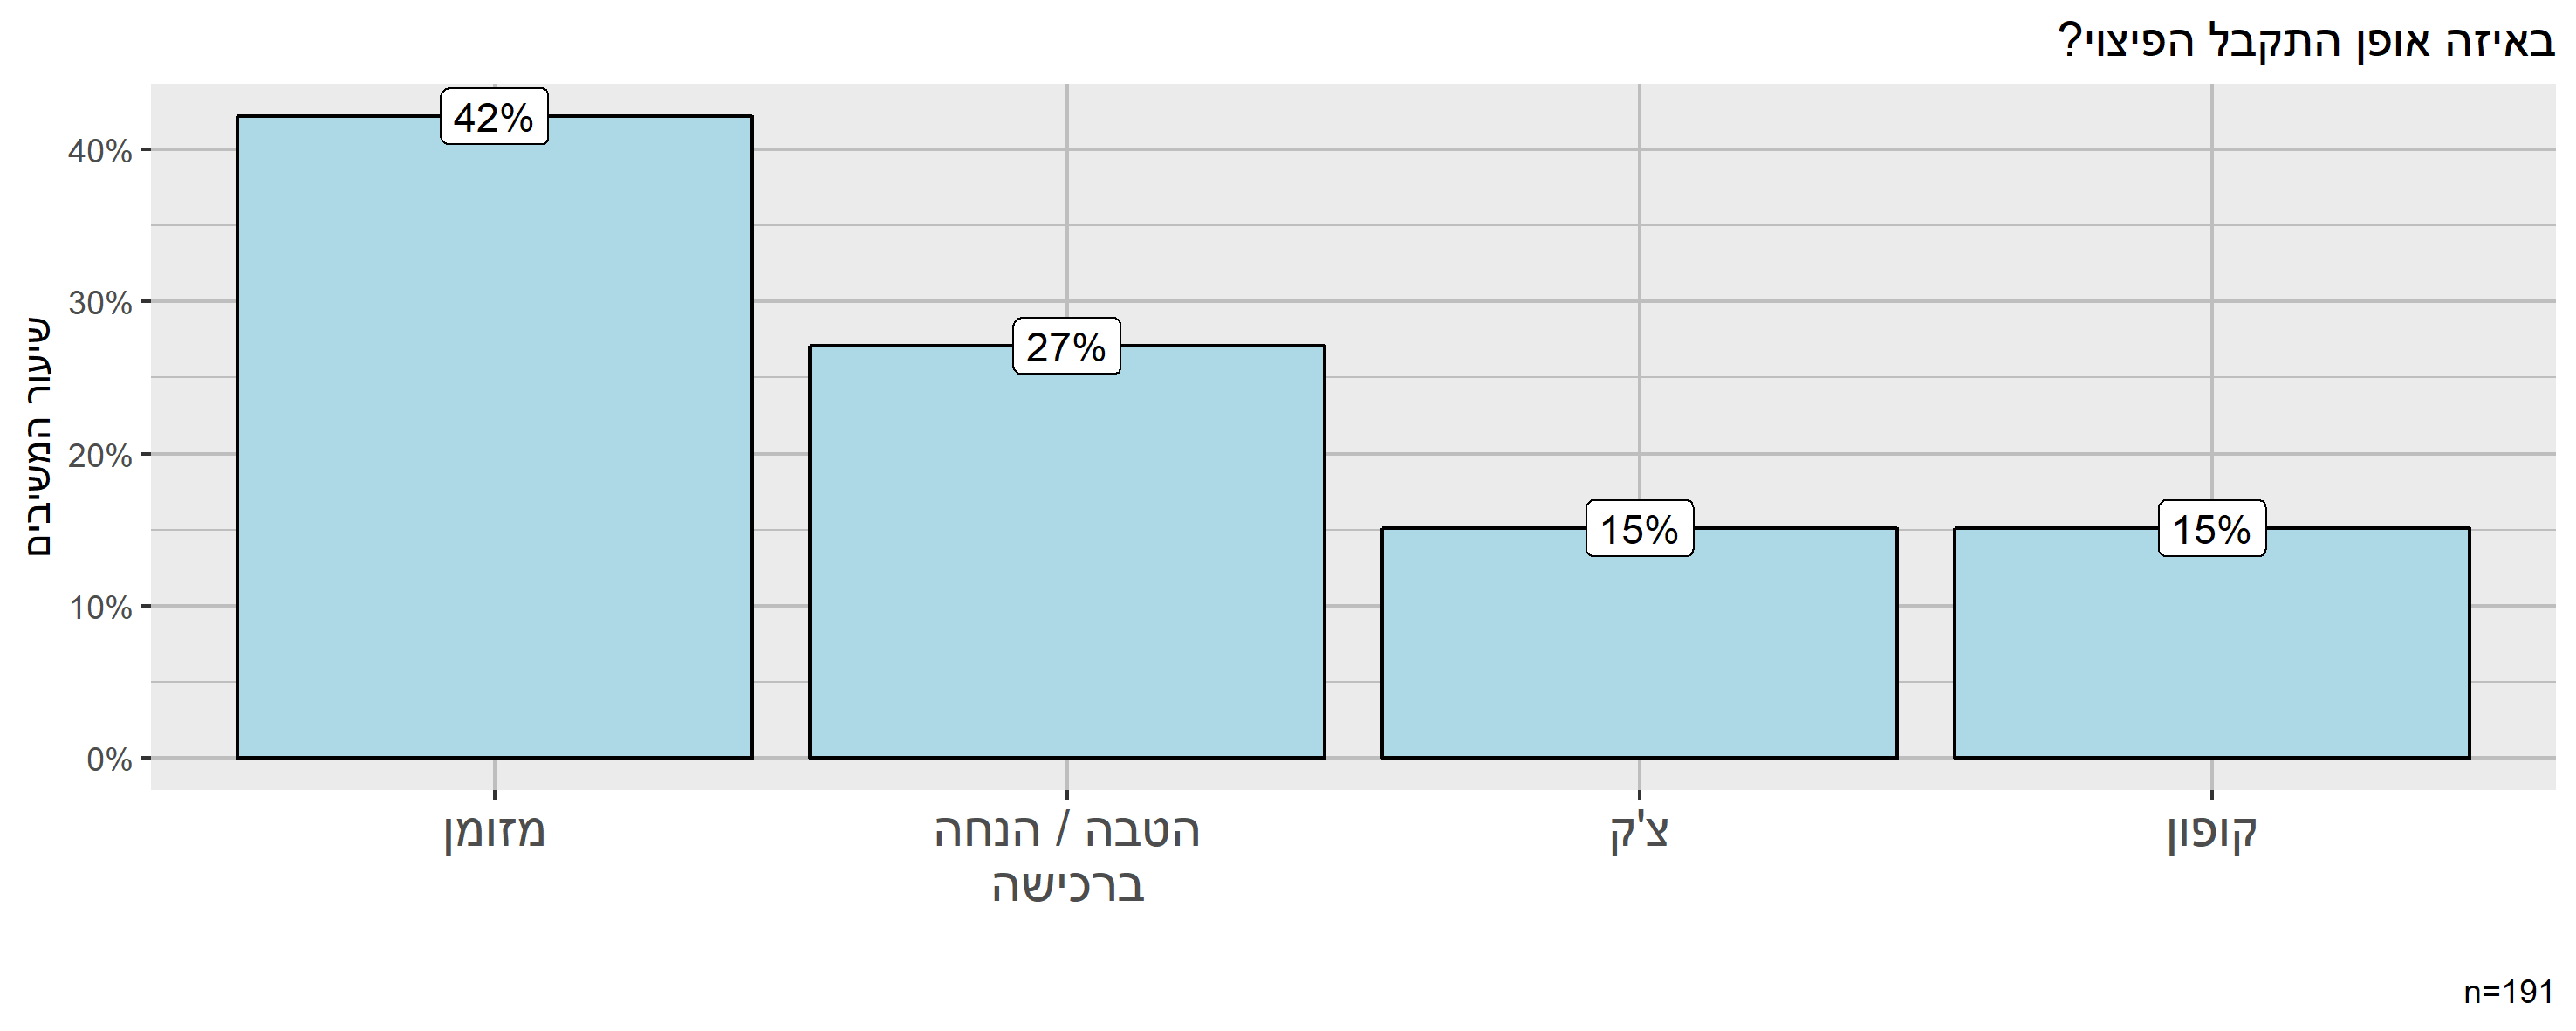 באיזה אופן התקבל הפיצוי?
שיעור המשיבים
40%
30%
20%
10%
0%
42%
27%
15%
15%
מזומן
הטבה / הנחה
ברכישה
צ'ק
קופון
n=191